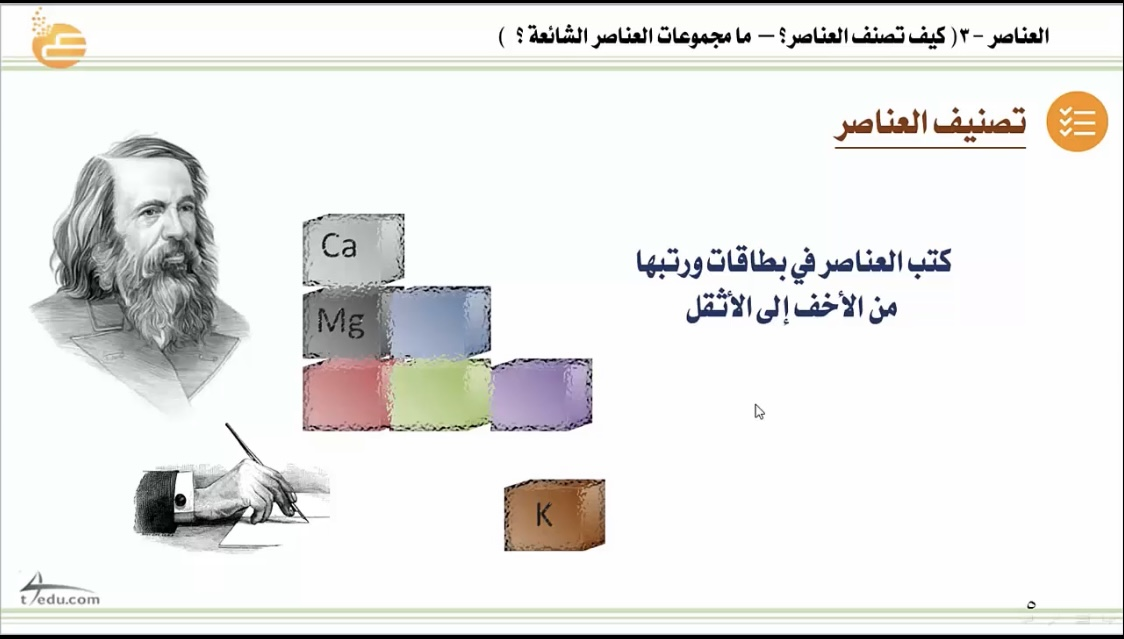 العناصر - ٣( كيف تصنف العناصر؟ – ما مجموعات العناصر الشائعة ؟ (
تصنيف العناصر
كتب العناصر في بطاقات ورتبها
من الأخف إلى الأثقل
Ca
Mg
K
t4edu.com
٥